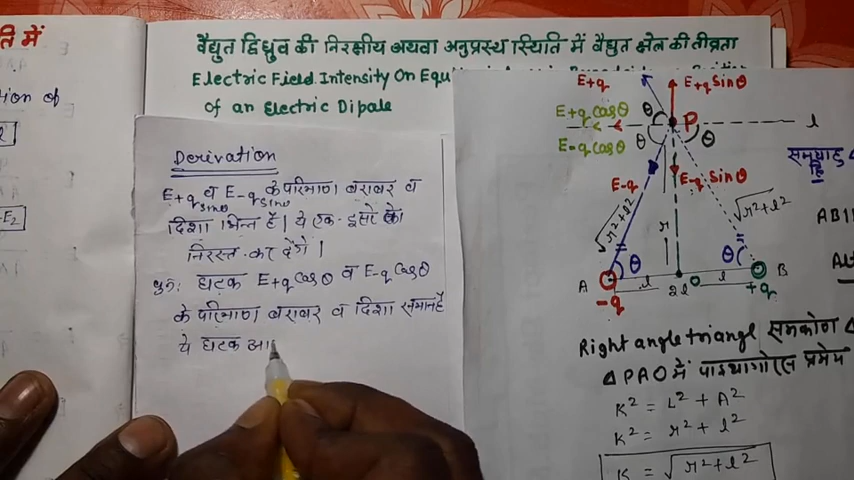 ति में
वैद्युत द्विध्रुव की निरक्षीय अथवा अनुप्रस्थ स्थिति में वैद्युत क्षेत्र की तीव्रता
Electric Field Intensity On
of an Electric Dipale
tion of
E2
Derivation
E+q sinθ व E-q sinθ के परिमाण बराबर व
दिशा भिन्न है। ये एक-इसरे को
निरस्त कर देंगे।
पुनः घटक E+q Cosθ व E-q Cosθ
के परिमाण बराबर व दिशा समान है
ये घटक आ
E+q
E+q Sinθ
E+q Cosθ
θ
P
l
E-q Cosθ
θ
θ
E-q
E-q Sinθ
√r²+l²
r
√r²+l²
θ
θ
A
l
2l
O
l
B
-q
+q
है
AB
Right angle triangle समकोण Δ
ΔPAO में पाइथागोरस प्रमेय
K² = L² + A²
K² = r² + l²
K = √r²+l²